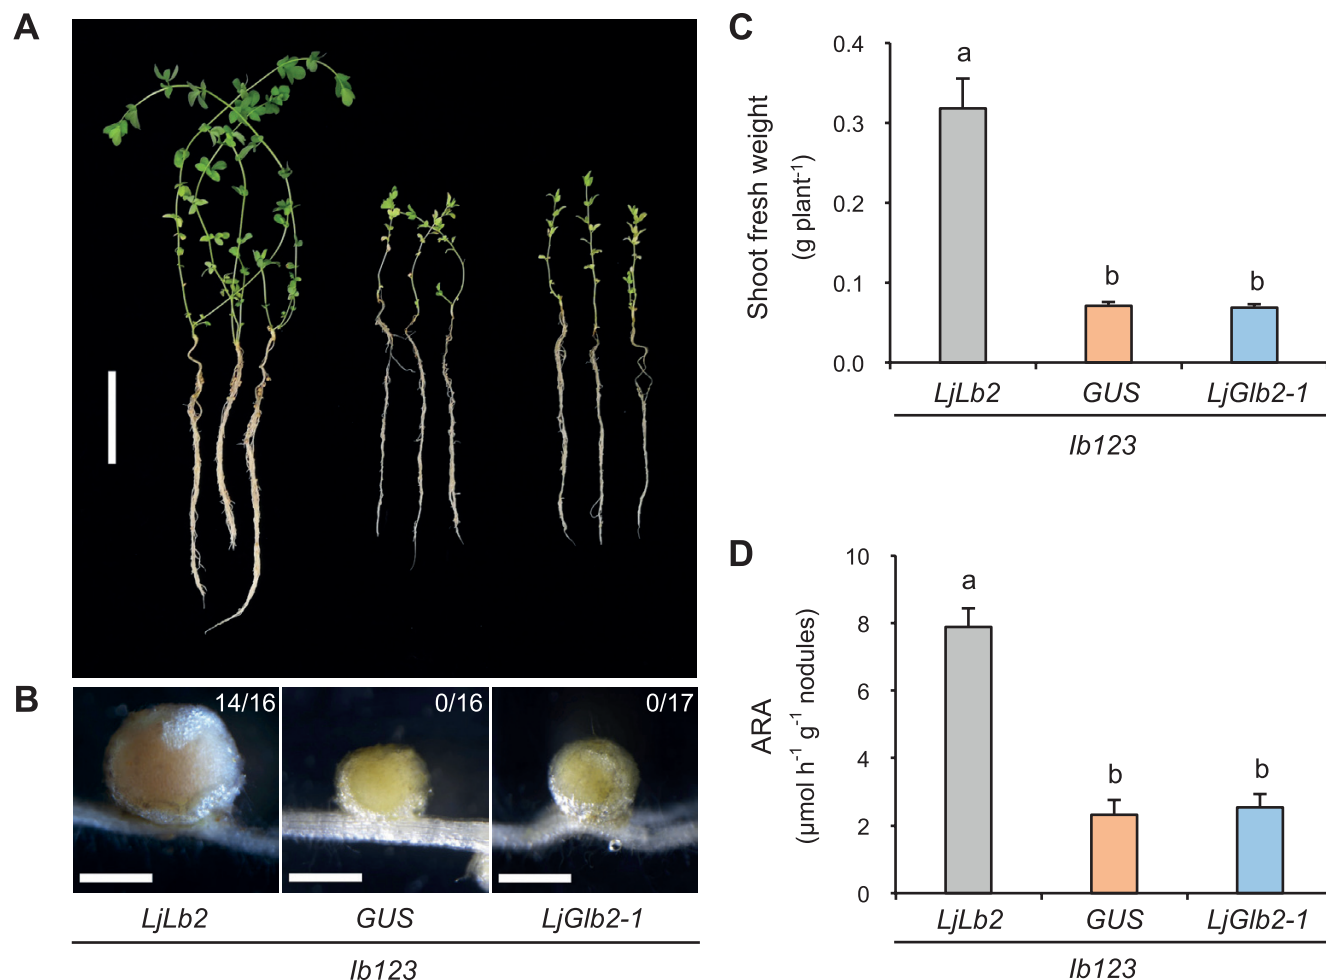 A
B
14/16
0/16
0/17
LjLb2
GUS
LjGlb2-1
lb123
C
Shoot fresh weight
(g plant⁻¹)
0.4
0.3
0.2
0.1
0.0
a
b
b
LjLb2
GUS
LjGlb2-1
lb123
D
ARA
(µmol h⁻¹ g⁻¹ nodules)
10
8
6
4
2
0
a
b
b
LjLb2
GUS
LjGlb2-1
lb123